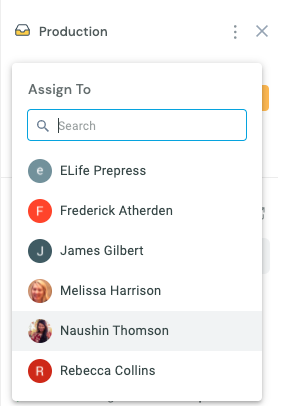 Production
Assign To
Search
e
ELife Prepress
F
Frederick Atherden
J
James Gilbert
Melissa Harrison
Naushin Thomson
R
Rebecca Collins